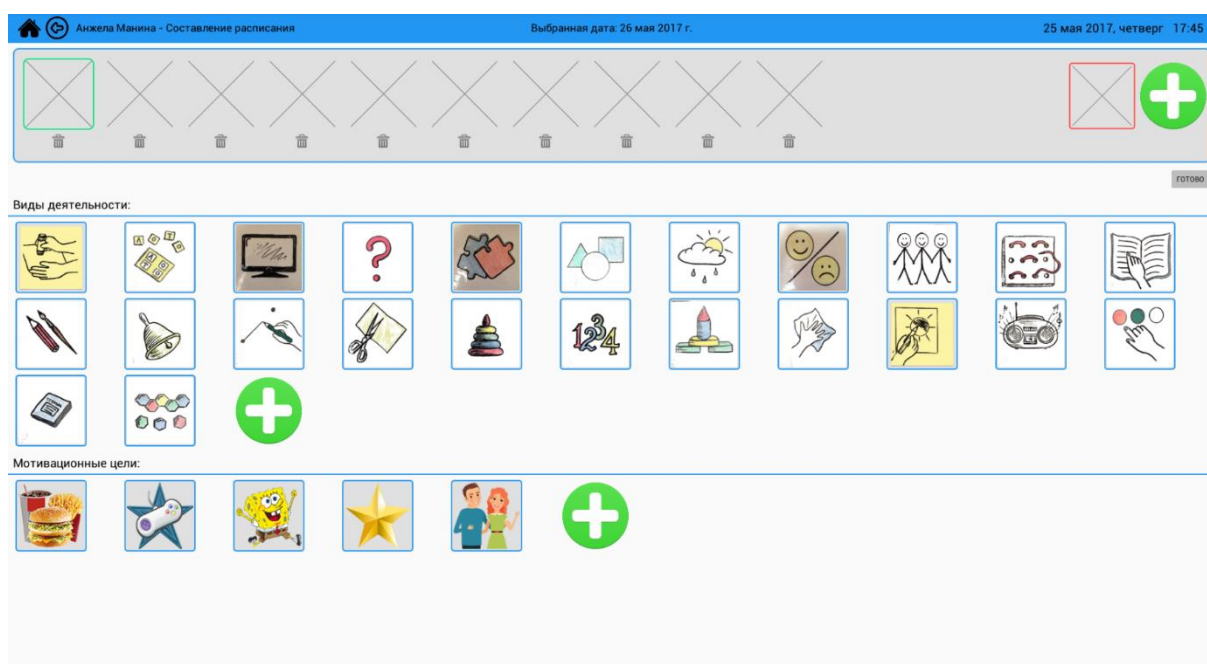 Анжела Манина - Составление расписания
Выбранная дата: 26 мая 2017 г.
25 мая 2017, четверг 17:45
готово
Виды деятельности:
1234
Мотивационные цели: